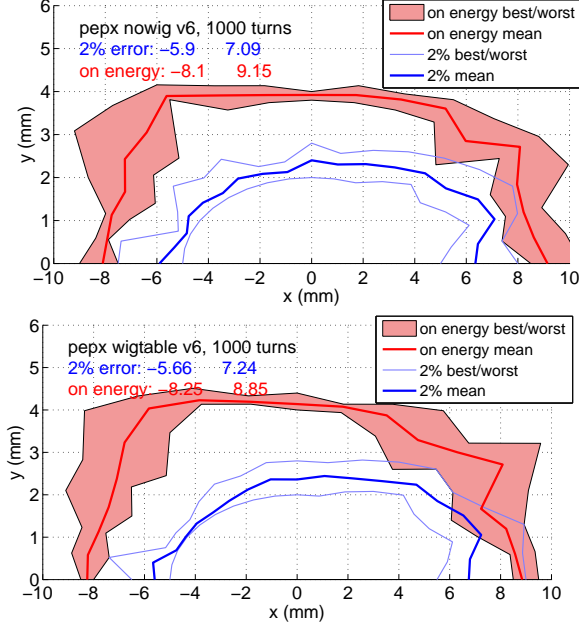 6
5
4
3
2
1
0
y (mm)
pepx nowig v6, 1000 turns
2% error: −5.9 7.09
on energy: −8.1 9.15
on energy best/worst
on energy mean
2% best/worst
2% mean
−10 −8 −6 −4 −2 0 2 4 6 8 10
x (mm)
6
5
4
3
2
1
0
y (mm)
pepx wigtable v6, 1000 turns
2% error: −5.66 7.24
on energy: −8.25 8.85
on energy best/worst
on energy mean
2% best/worst
2% mean
−10 −8 −6 −4 −2 0 2 4 6 8 10
x (mm)